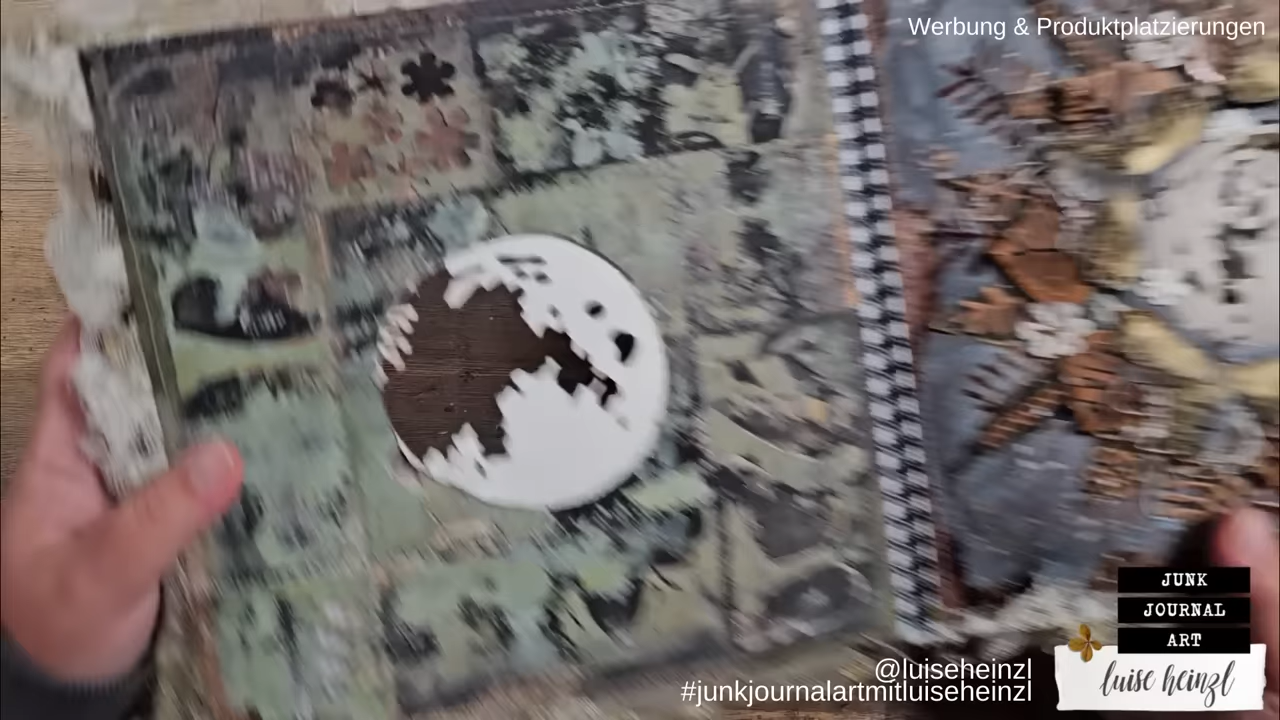 Werbung & Produktplatzierungen
JUNK
JOURNAL
ART
@luiseheinzl
#junkjournalartmitluiseheinzl
luise heinzl